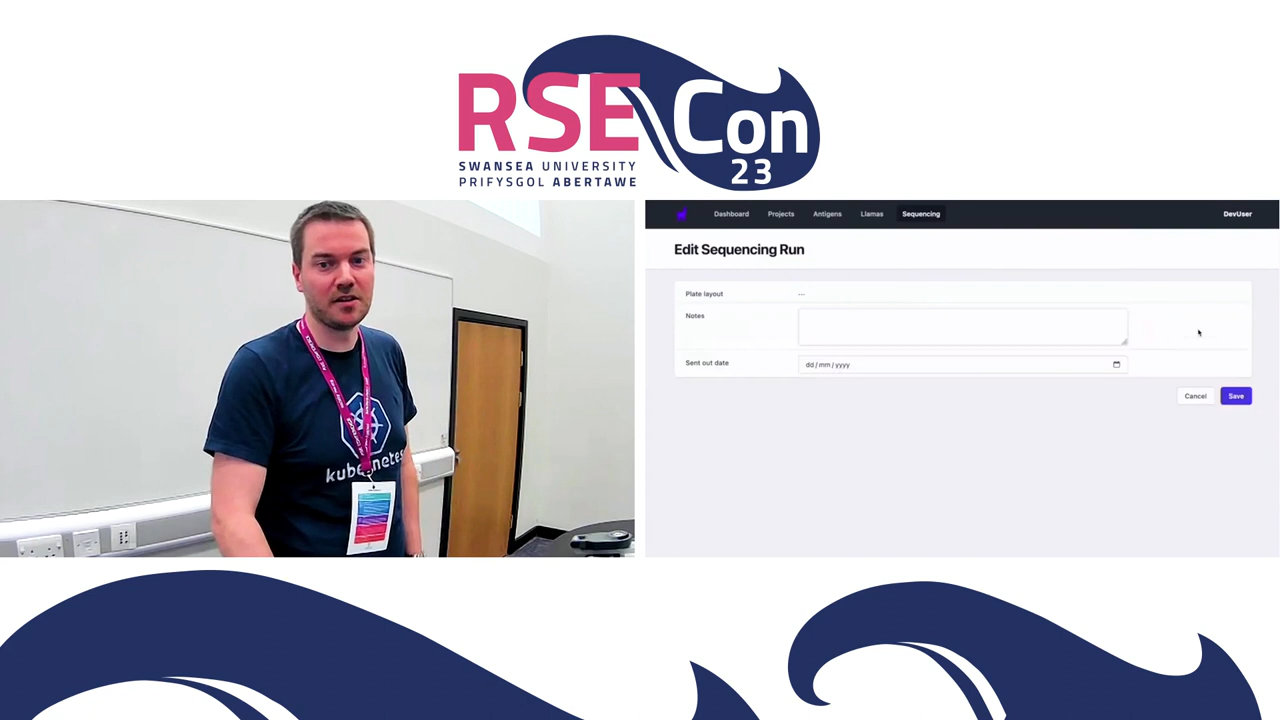 RSE Con
SWANSEA UNIVERSITY
PRIFYSGOL ABERTAWE
23
kubernetes
Dashboard Projects Antigens Llamas Sequencing DevUser
Edit Sequencing Run
Plate layout ---
Notes
Sent out date dd/mm/yyyy
Cancel Save